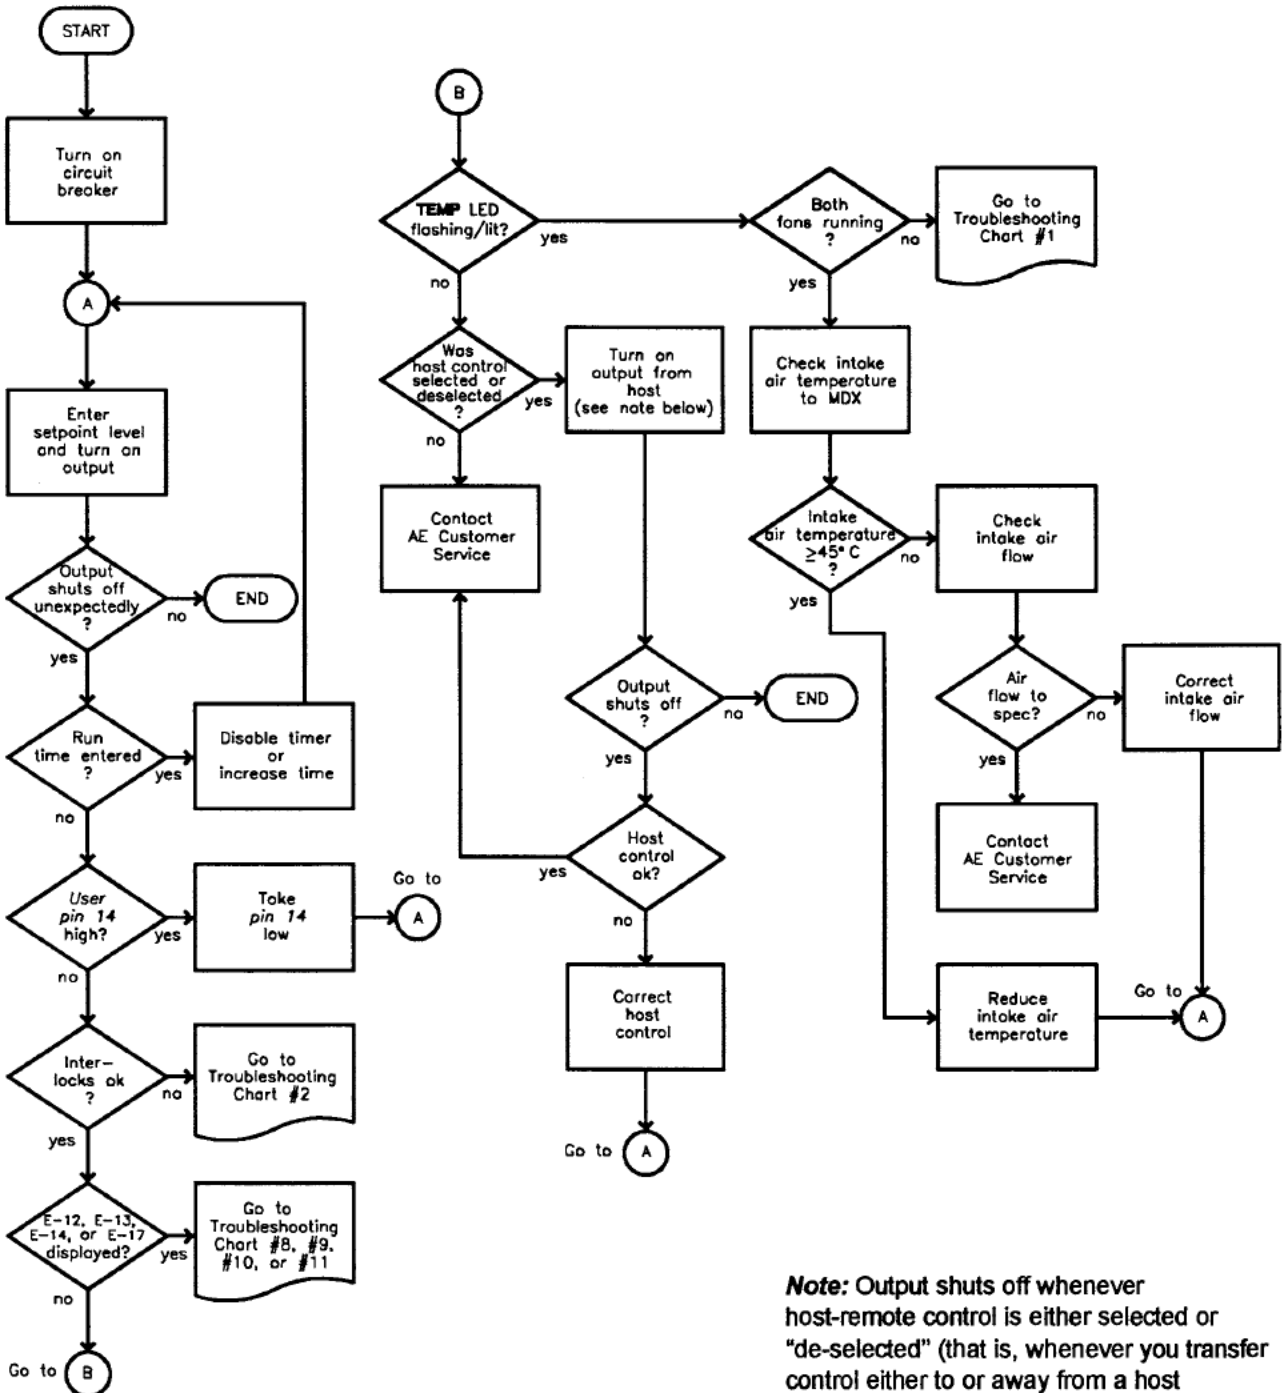 START
Turn on
circuit
breaker
A
Enter
setpoint level
and turn on
output
Output
shuts off
unexpectedly
?
no
END
yes
Run
time entered
?
yes
Disable timer
or
increase time
no
User
pin 14
high?
yes
Take
pin 14
low
Go to
A
no
Inter-
locks ok
?
no
Go to
Troubleshooting
Chart #2
yes
E-12, E-13,
E-14, or E-17
displayed?
yes
Go to
Troubleshooting
Chart #8, #9,
#10, or #11
no
Go to
B
B
TEMP LED
flashing/lit?
yes
no
Was
host control
selected or
deselected
?
yes
Turn on
output from
host
(see note below)
no
Contact
AE Customer
Service
Output
shuts off
?
no
END
yes
Host
control
ok?
yes
no
Correct
host
control
Go to
A
Both
fans running
?
no
Go to
Troubleshooting
Chart #1
yes
Check intake
air temperature
to MDX
Intake
air temperature
≥45° C
?
no
Check
intake air
flow
yes
Air
flow to
spec?
no
Correct
intake air
flow
yes
Contact
AE Customer
Service
Reduce
intake air
temperature
Go to
A
Note: Output shuts off whenever
host-remote control is either selected or
“de-selected” (that is, whenever you transfer
control either to or away from a host